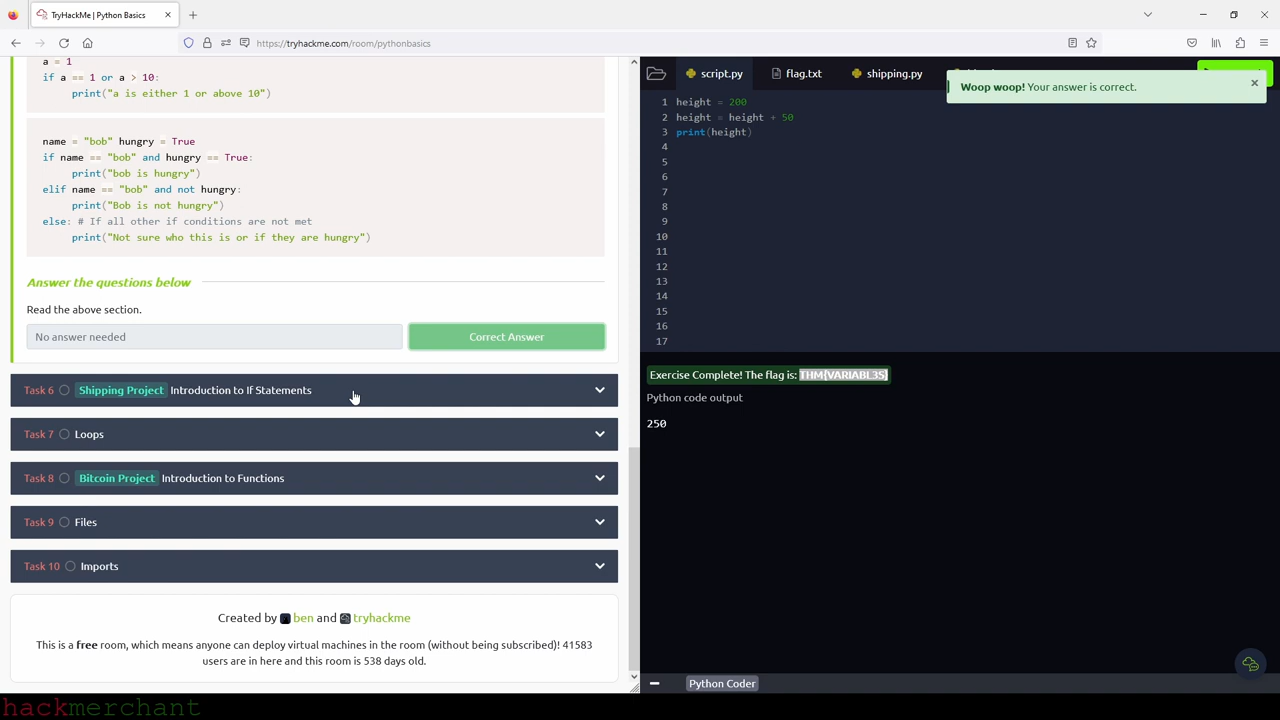 TryHackMe | Python Basics
https://tryhackme.com/room/pythonbasics
a = 1
if a == 1 or a > 10:
print("a is either 1 or above 10")
name = "bob" hungry = True
if name == "bob" and hungry == True:
print("bob is hungry")
elif name == "bob" and not hungry:
print("Bob is not hungry")
else: # If all other if conditions are not met
print("Not sure who this is or if they are hungry")
Answer the questions below
Read the above section.
No answer needed
Correct Answer
Task 6 Shipping Project Introduction to If Statements
Task 7 Loops
Task 8 Bitcoin Project Introduction to Functions
Task 9 Files
Task 10 Imports
Created by ben and tryhackme
This is a free room, which means anyone can deploy virtual machines in the room (without being subscribed)! 41583
users are in here and this room is 538 days old.
script.py
flag.txt
shipping.py
Woop woop! Your answer is correct.
1 height = 200
2 height = height + 50
3 print(height)
4
5
6
7
8
9
10
11
12
13
14
15
16
17
Exercise Complete! The flag is: THM{VARIABL3S}
Python code output
250
Python Coder
hackmerchant